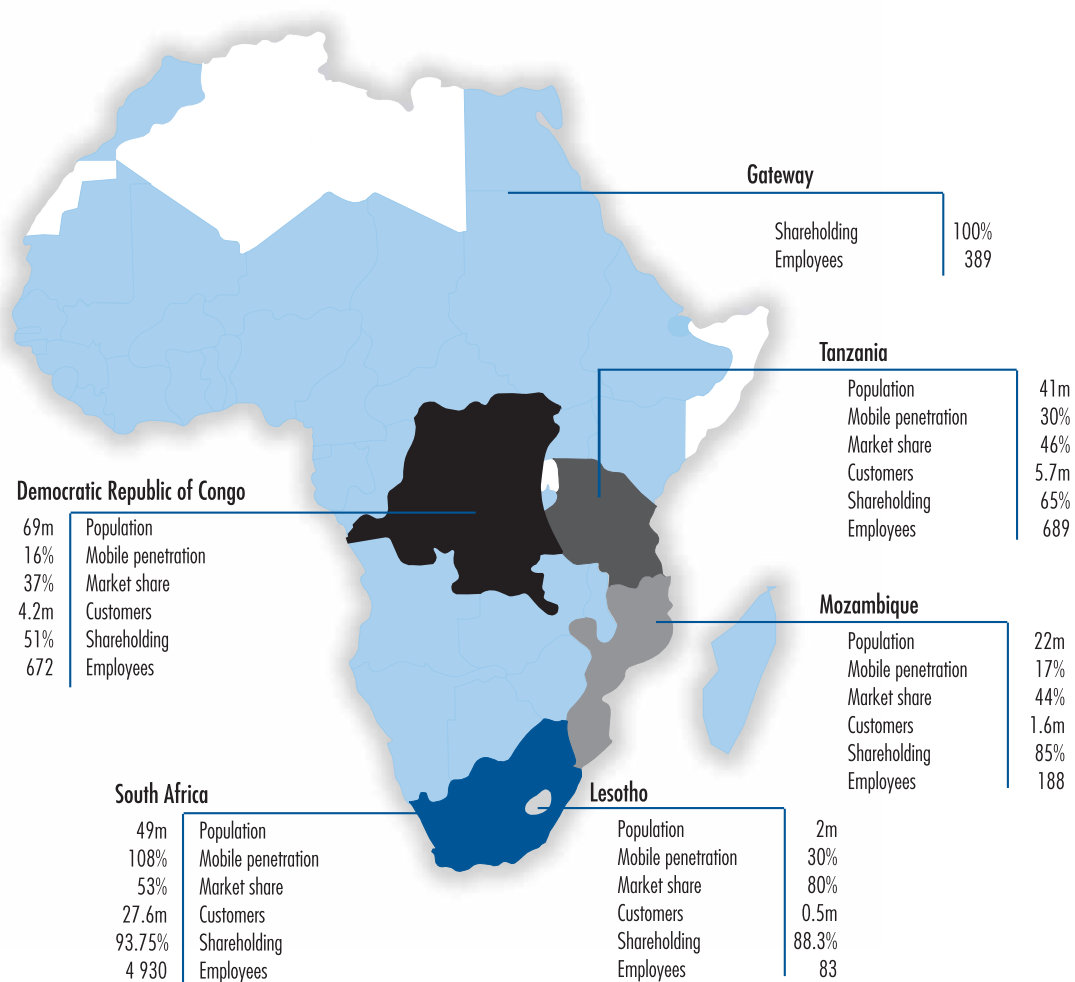 Gateway
Shareholding 100%
Employees 389
Tanzania
Population 41m
Mobile penetration 30%
Market share 46%
Customers 5.7m
Shareholding 65%
Employees 689
Democratic Republic of Congo
69m Population
16% Mobile penetration
37% Market share
4.2m Customers
51% Shareholding
672 Employees
Mozambique
Population 22m
Mobile penetration 17%
Market share 44%
Customers 1.6m
Shareholding 85%
Employees 188
South Africa
49m Population
108% Mobile penetration
53% Market share
27.6m Customers
93.75% Shareholding
4 930 Employees
Lesotho
Population 2m
Mobile penetration 30%
Market share 80%
Customers 0.5m
Shareholding 88.3%
Employees 83